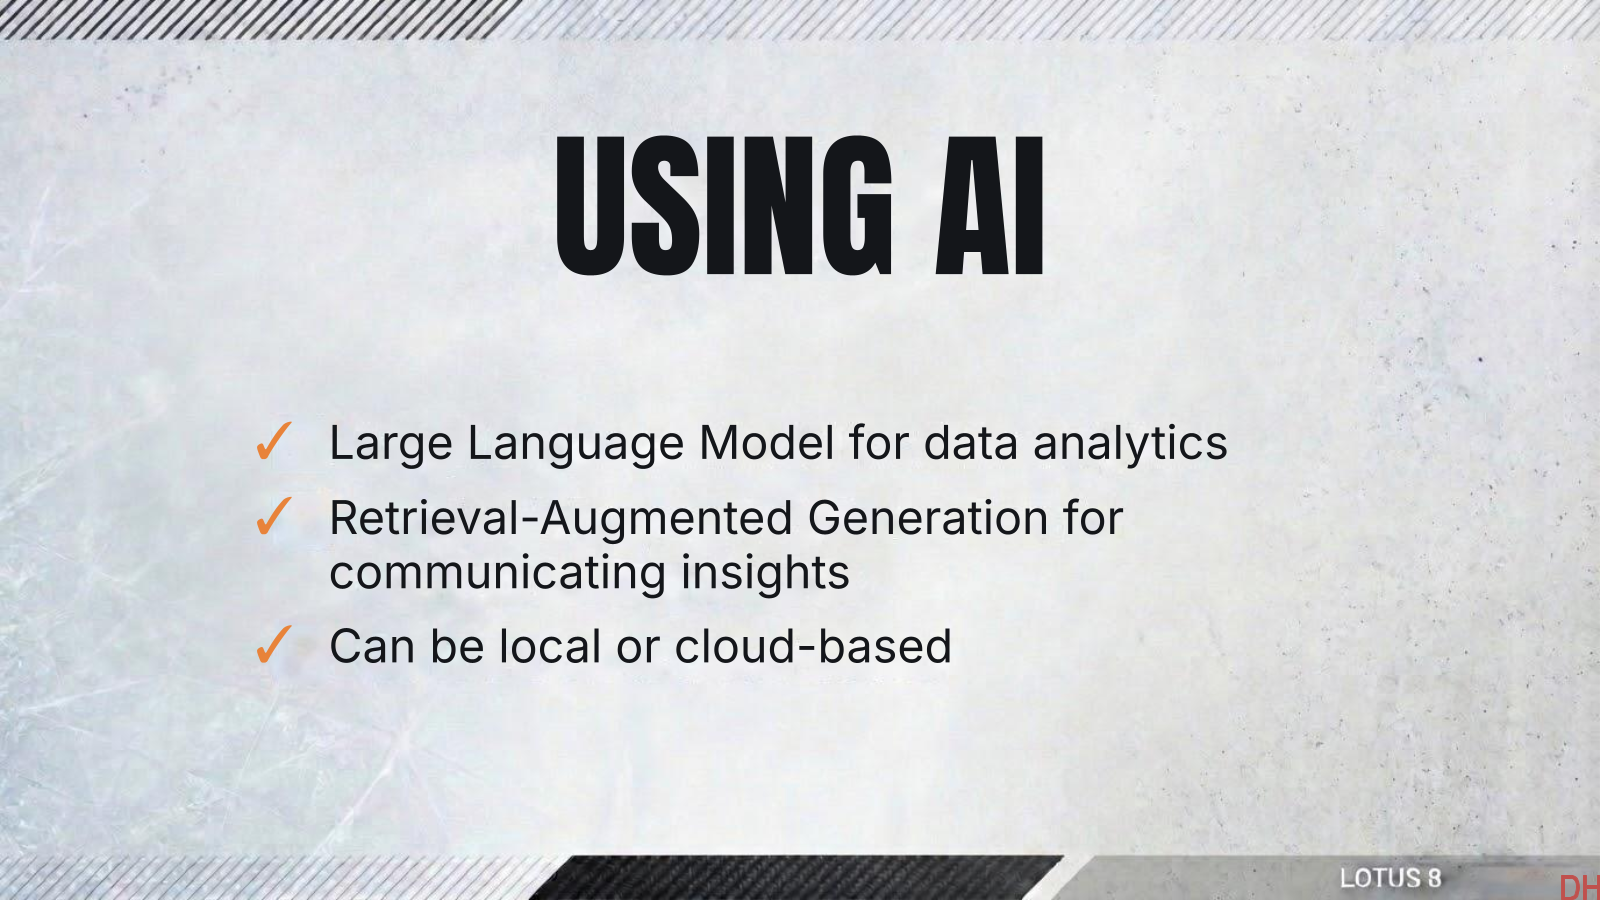 USING AI
✓ Large Language Model for data analytics
✓ Retrieval-Augmented Generation for
communicating insights
✓ Can be local or cloud-based
LOTUS 8
DH